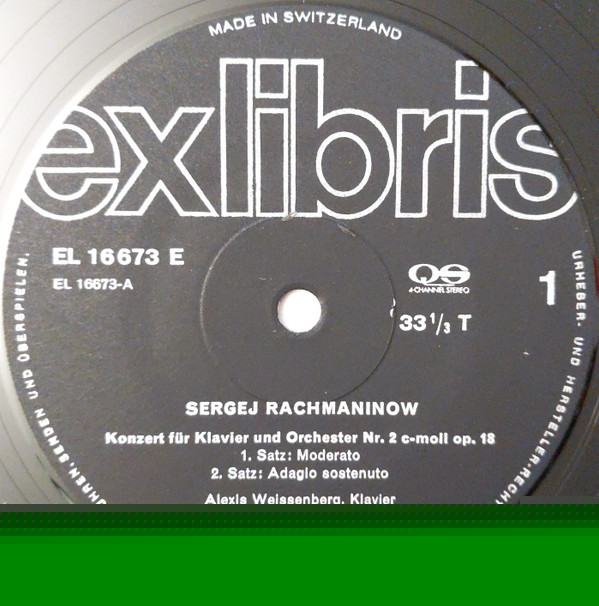 MADE IN SWITZERLAND
exlibris
EL 16673 E
EL 16673-A
QS
4-CHANNEL STEREO
1
33 1/3 T
SERGEJ RACHMANINOW
Konzert für Klavier und Orchester Nr. 2 c-moll op. 18
1. Satz: Moderato
2. Satz: Adagio sostenuto
Alexis Weissenberg, Klavier
URHEBER- UND HERSTELLER-RECH
SENDEN UND ÜBERSPIELEN.